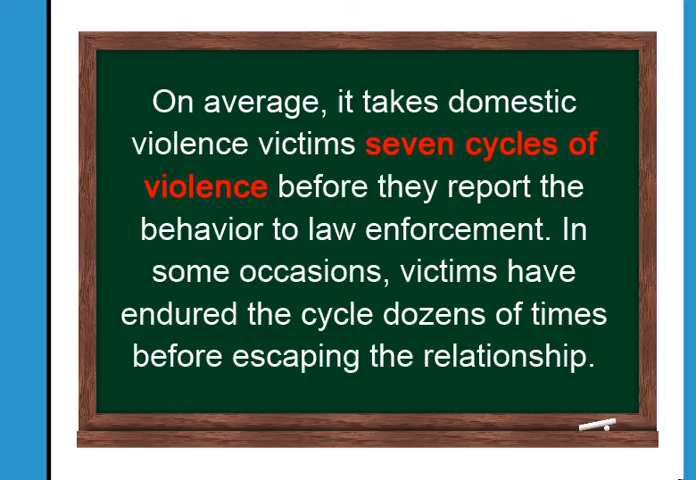 On average, it takes domestic
violence victims seven cycles of
violence before they report the
behavior to law enforcement. In
some occasions, victims have
endured the cycle dozens of times
before escaping the relationship.